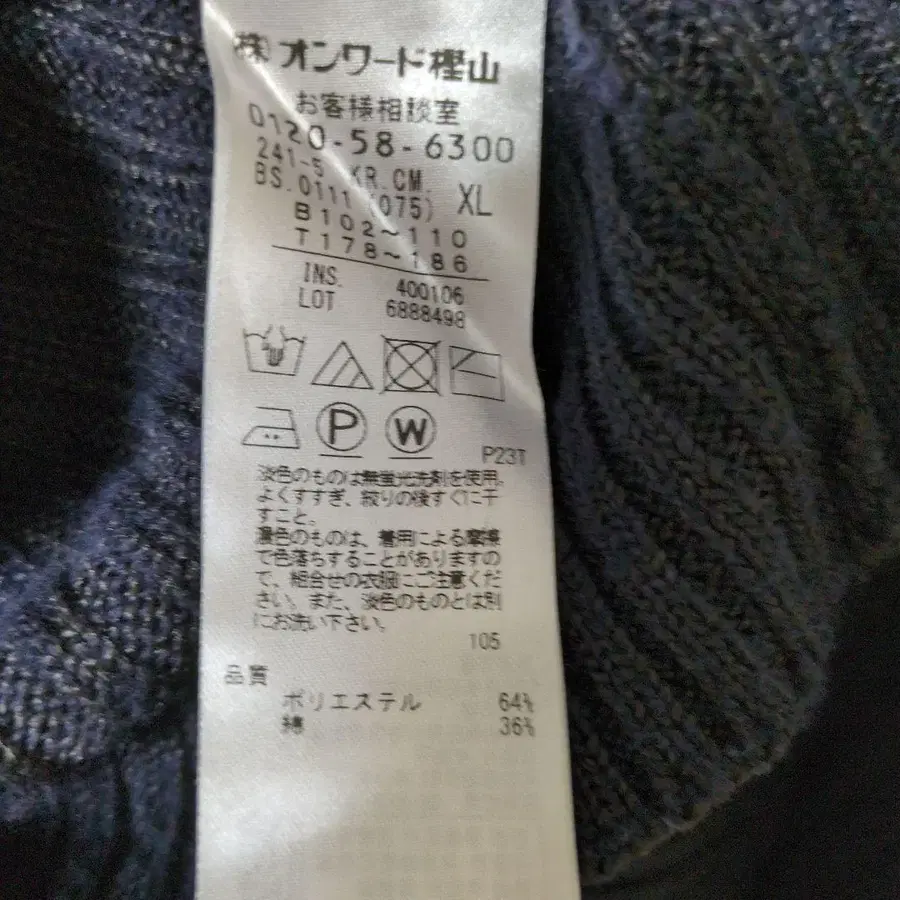 (株)オンワード樫山
お客様相談室
0120-58-6300
241-5 KR.CM.
BS.0111(075) XL
B102~110
T178~186
INS. 400106
LOT 6888498
P
W
P23T
淡色のものは無蛍光洗剤を使用。
よくすすぎ、絞りの後すぐに干
すこと。
濃色のものは、着用による摩擦
で色落ちすることがありますの
で、組合せの衣服にご注意くだ
さい。また、淡色のものとは別
にお洗い下さい。
105
品質
ポリエステル 64%
綿 36%